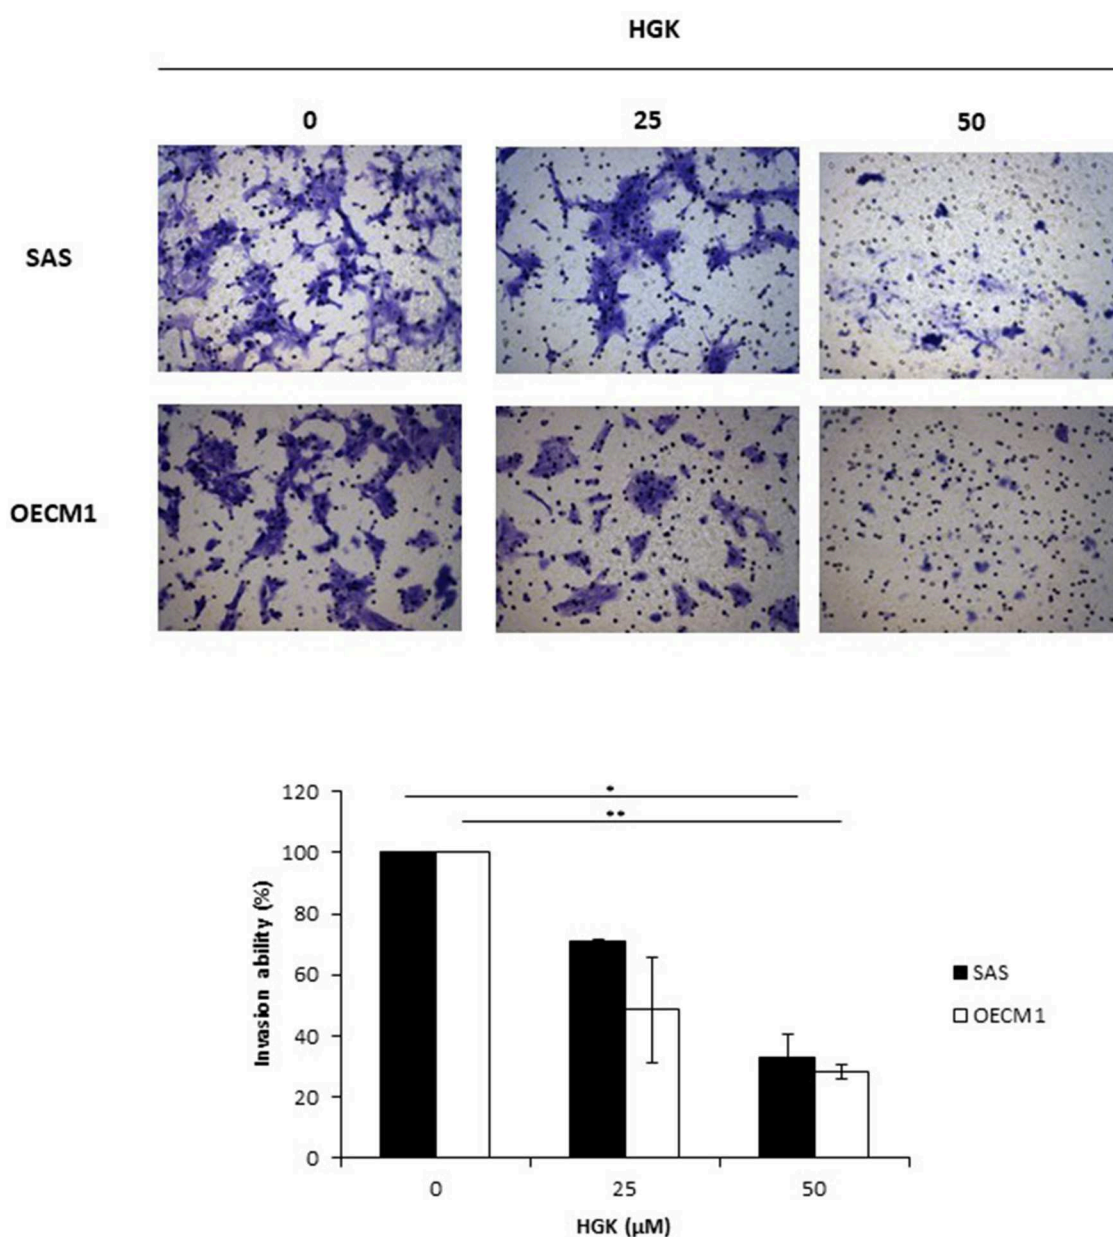 HGK
0 25 50
SAS
OECM1
120
*
**
100
80
60
40
20
0
Invasion ability (%)
SAS
OECM1
0 25 50
HGK (μM)